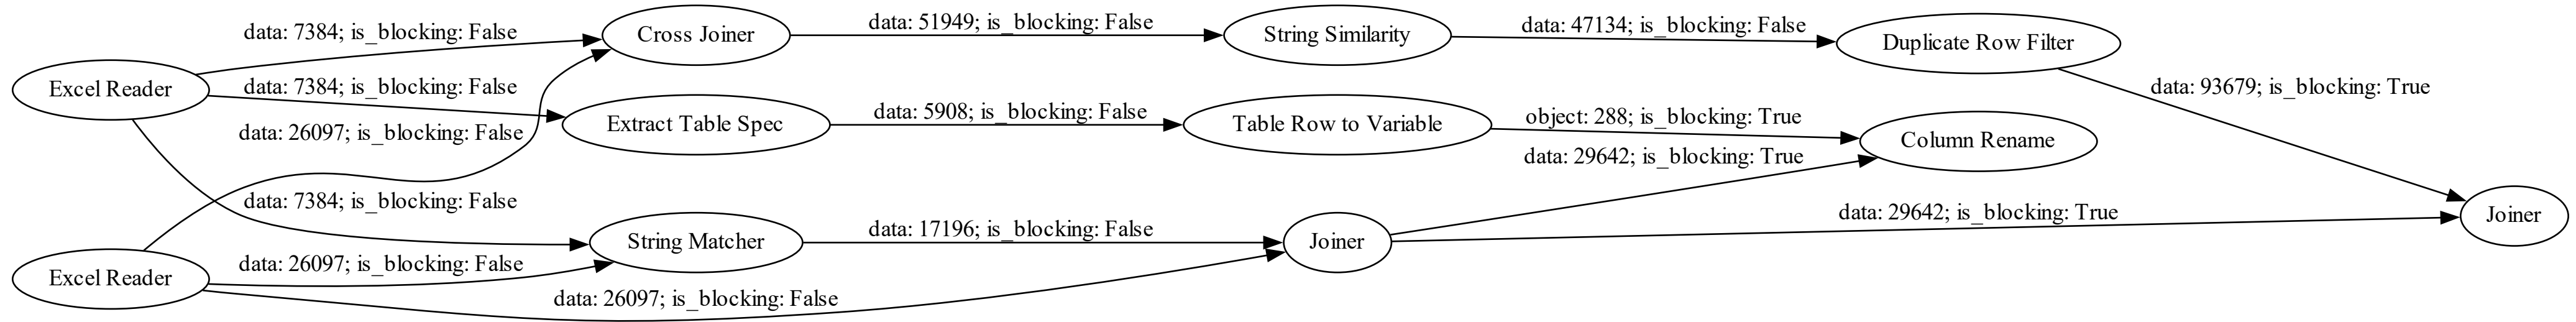 Excel Reader
Excel Reader
data: 7384; is_blocking: False
data: 7384; is_blocking: False
data: 26097; is_blocking: False
data: 7384; is_blocking: False
data: 26097; is_blocking: False
data: 26097; is_blocking: False
Cross Joiner
Extract Table Spec
String Matcher
data: 51949; is_blocking: False
data: 5908; is_blocking: False
data: 17196; is_blocking: False
String Similarity
Table Row to Variable
Joiner
data: 47134; is_blocking: False
object: 288; is_blocking: True
data: 29642; is_blocking: True
data: 29642; is_blocking: True
Duplicate Row Filter
Column Rename
data: 93679; is_blocking: True
Joiner